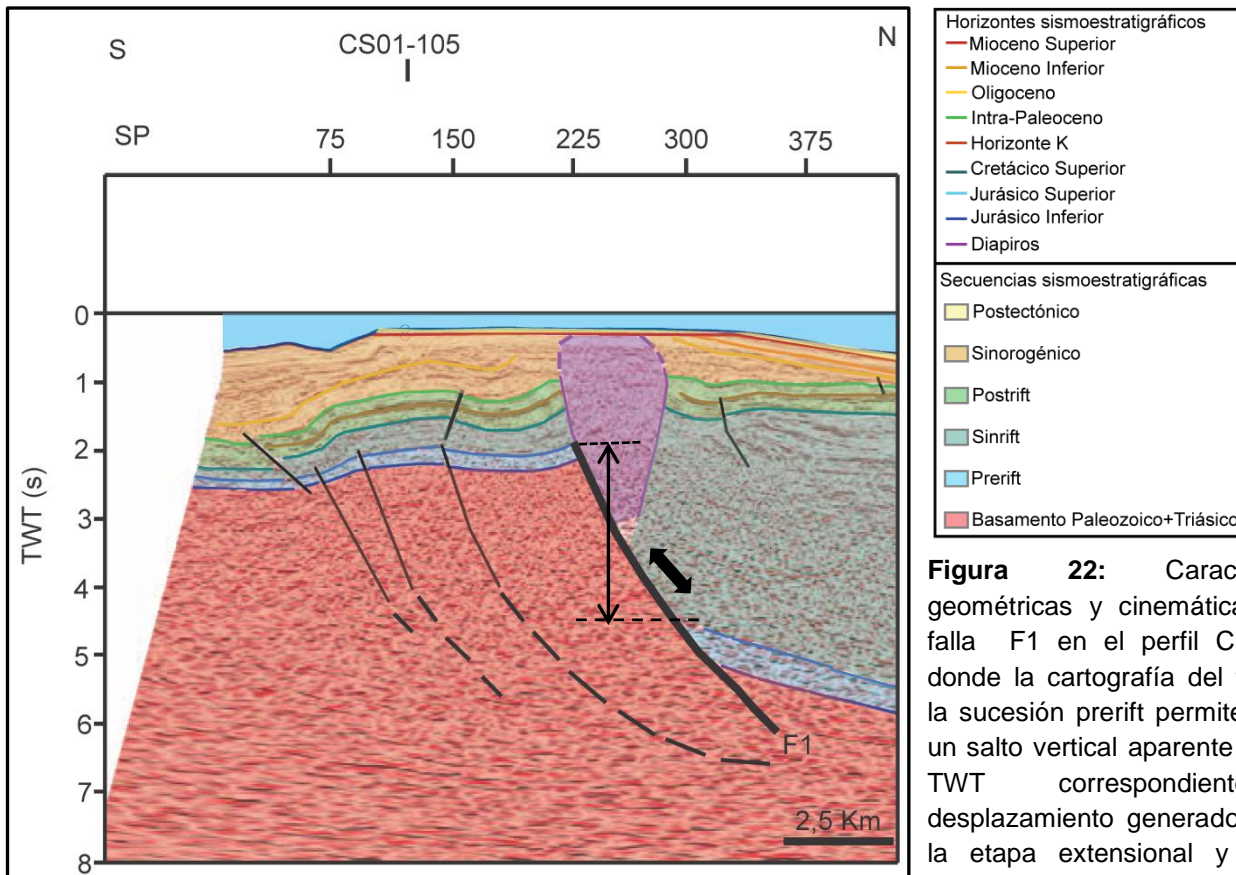 S
CS01-105
N
SP
75
150
225
300
375
0
1
2
3
4
5
6
7
8
TWT (s)
F1
2,5 Km
Horizontes sismoestratigráficos
Mioceno Superior
Mioceno Inferior
Oligoceno
Intra-Paleoceno
Horizonte K
Cretácico Superior
Jurásico Superior
Jurásico Inferior
Diapiros
Secuencias sismoestratigráficas
Postectónico
Sinorogénico
Postrift
Sinrift
Prerift
Basamento Paleozoico+Triásico
Figura 22: Carac
geométricas y cinemática
falla F1 en el perfil C
donde la cartografía del
la sucesión prerift permite
un salto vertical aparente
TWT correspondient
desplazamiento generado
la etapa extensional y